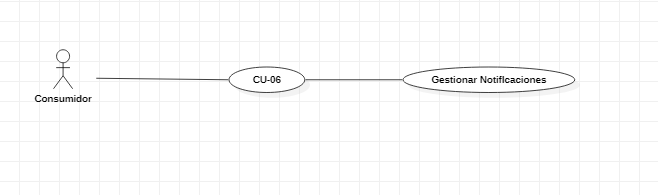 CU-06
Gestionar Notificaciones
Consumidor